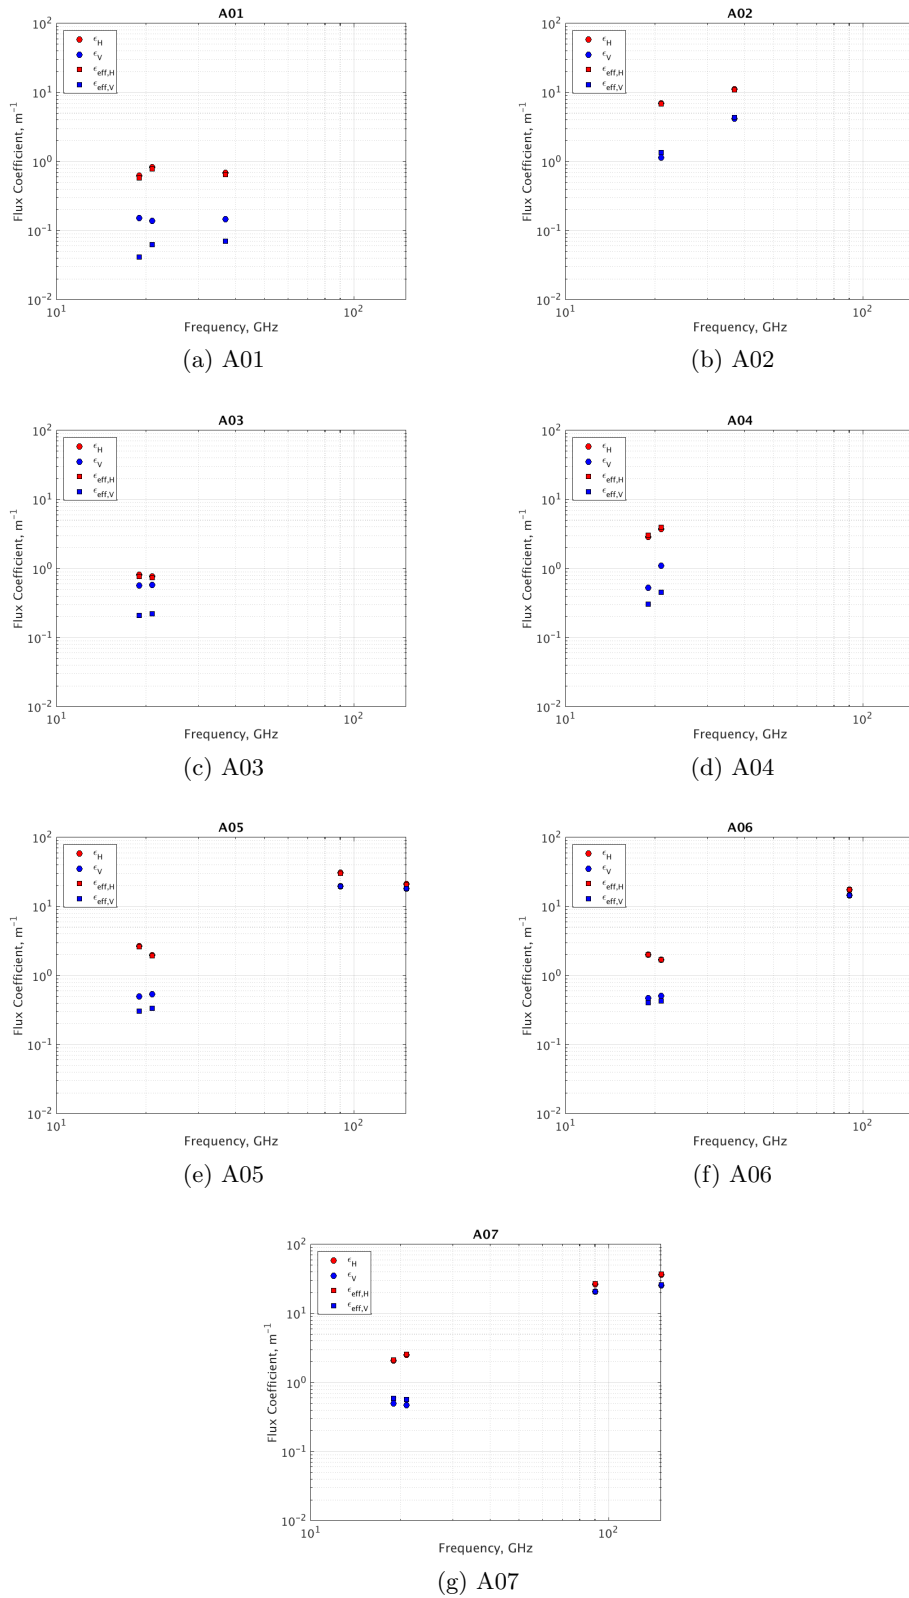 A01
10²
10¹
10⁰
10⁻¹
10⁻²
Flux Coefficient, m⁻¹
ϵ_H
ϵ_V
ϵ_eff,H
ϵ_eff,V
10¹ 10²
Frequency, GHz
(a) A01
A02
10²
10¹
10⁰
10⁻¹
10⁻²
Flux Coefficient, m⁻¹
ϵ_H
ϵ_V
ϵ_eff,H
ϵ_eff,V
10¹ 10²
Frequency, GHz
(b) A02
A03
10²
10¹
10⁰
10⁻¹
10⁻²
Flux Coefficient, m⁻¹
ϵ_H
ϵ_V
ϵ_eff,H
ϵ_eff,V
10¹ 10²
Frequency, GHz
(c) A03
A04
10²
10¹
10⁰
10⁻¹
10⁻²
Flux Coefficient, m⁻¹
ϵ_H
ϵ_V
ϵ_eff,H
ϵ_eff,V
10¹ 10²
Frequency, GHz
(d) A04
A05
10²
10¹
10⁰
10⁻¹
10⁻²
Flux Coefficient, m⁻¹
ϵ_H
ϵ_V
ϵ_eff,H
ϵ_eff,V
10¹ 10²
Frequency, GHz
(e) A05
A06
10²
10¹
10⁰
10⁻¹
10⁻²
Flux Coefficient, m⁻¹
ϵ_H
ϵ_V
ϵ_eff,H
ϵ_eff,V
10¹ 10²
Frequency, GHz
(f) A06
A07
10²
10¹
10⁰
10⁻¹
10⁻²
Flux Coefficient, m⁻¹
ϵ_H
ϵ_V
ϵ_eff,H
ϵ_eff,V
10¹ 10²
Frequency, GHz
(g) A07